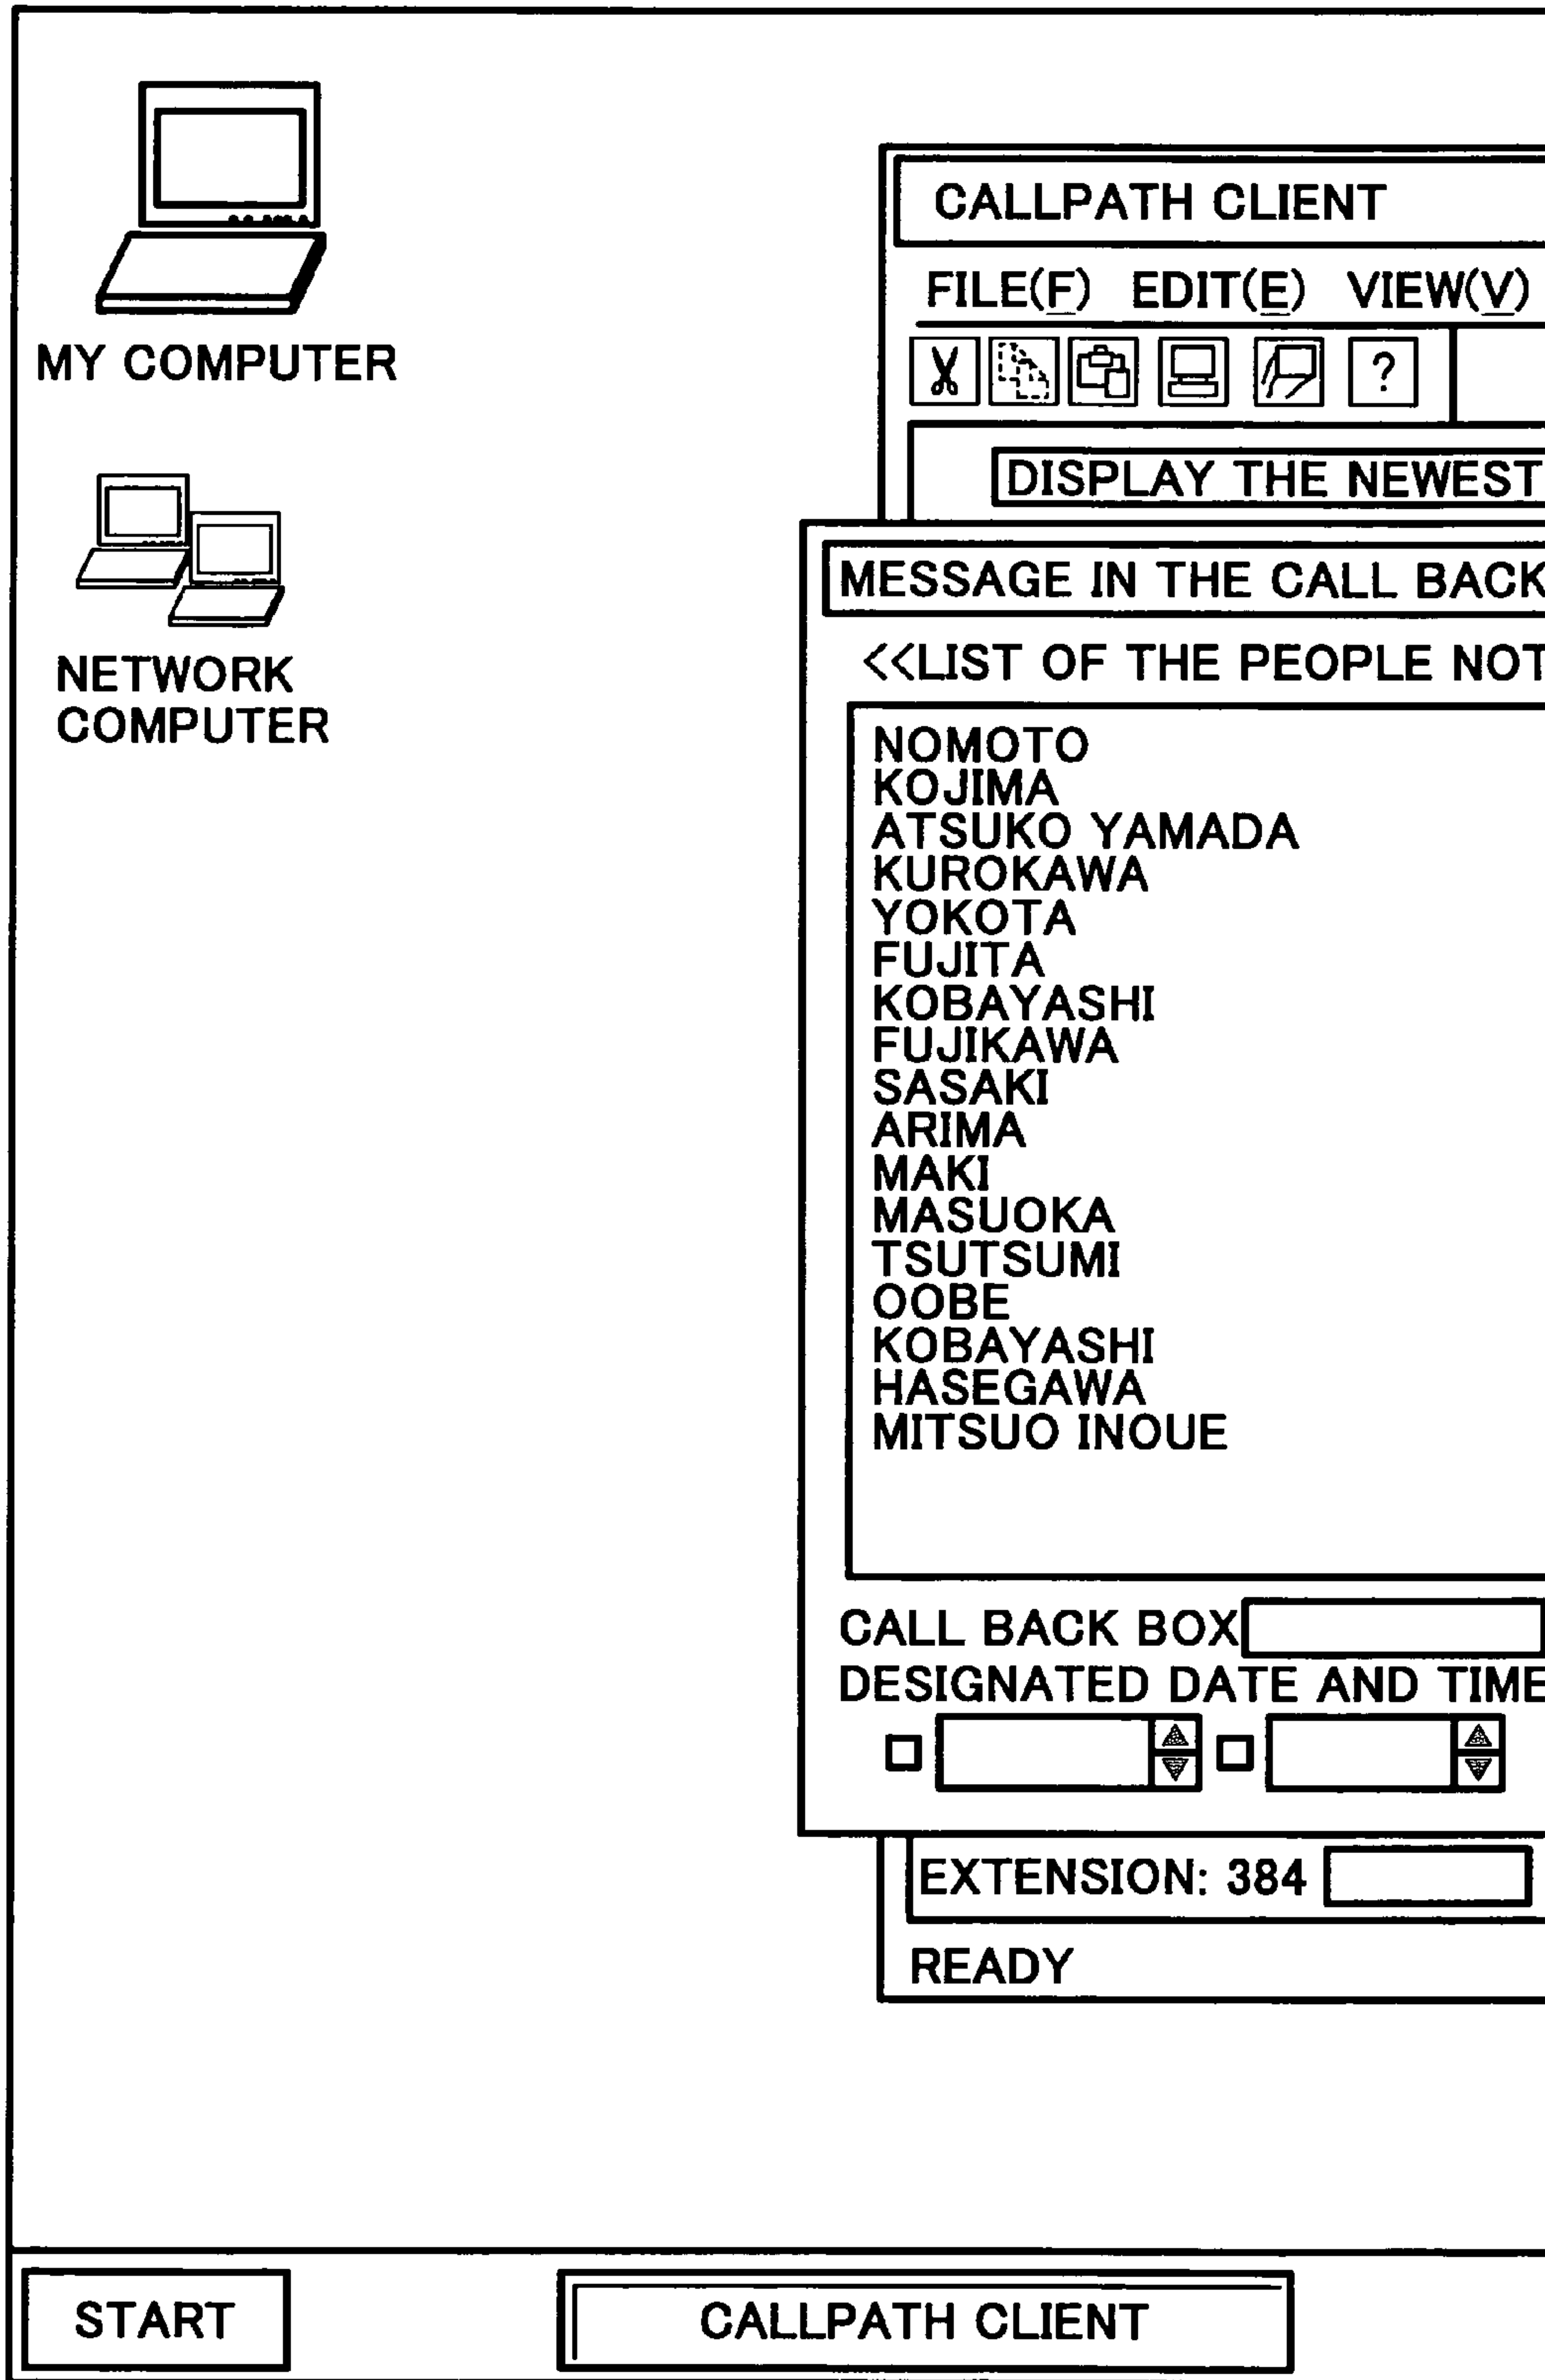 MY COMPUTER
NETWORK
COMPUTER
CALLPATH CLIENT
FILE(F) EDIT(E) VIEW(V)
?
DISPLAY THE NEWEST
MESSAGE IN THE CALL BACK
<<LIST OF THE PEOPLE NOT
NOMOTO
KOJIMA
ATSUKO YAMADA
KUROKAWA
YOKOTA
FUJITA
KOBAYASHI
FUJIKAWA
SASAKI
ARIMA
MAKI
MASUOKA
TSUTSUMI
OOBE
KOBAYASHI
HASEGAWA
MITSUO INOUE
CALL BACK BOX
DESIGNATED DATE AND TIME
EXTENSION: 384
READY
START
CALLPATH CLIENT